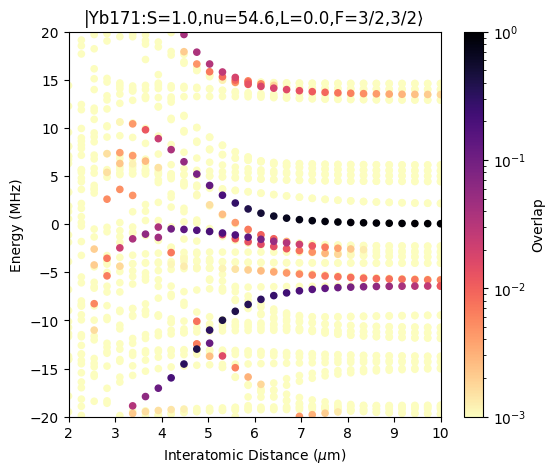 |Yb171:S=1.0,nu=54.6,L=0.0,F=3/2,3/2⟩
20
15
10
5
0
−5
−10
−15
−20
Energy (MHz)
2 3 4 5 6 7 8 9 10
Interatomic Distance (μm)
10⁰
10⁻¹
10⁻²
10⁻³
Overlap